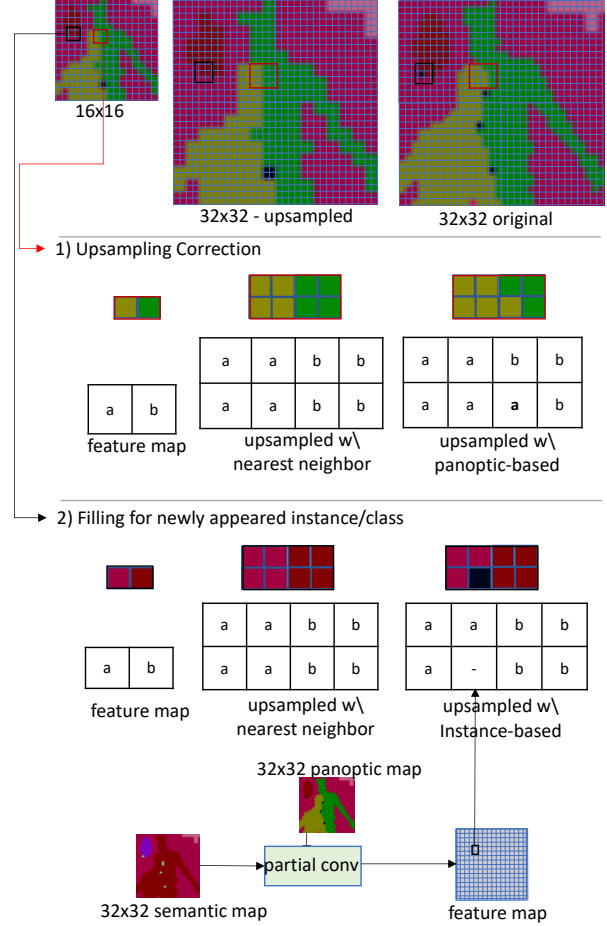 16x16
32x32 - upsampled
32x32 original
1) Upsampling Correction
a b
feature map
a a b b
a a b b
upsampled w\
nearest neighbor
a a b b
a a a b
upsampled w/
panoptic-based
2) Filling for newly appeared instance/class
a b
feature map
a a b b
a a b b
upsampled w\
nearest neighbor
a a b b
a - b b
upsampled w\
Instance-based
32x32 panoptic map
partial conv
32x32 semantic map
feature map